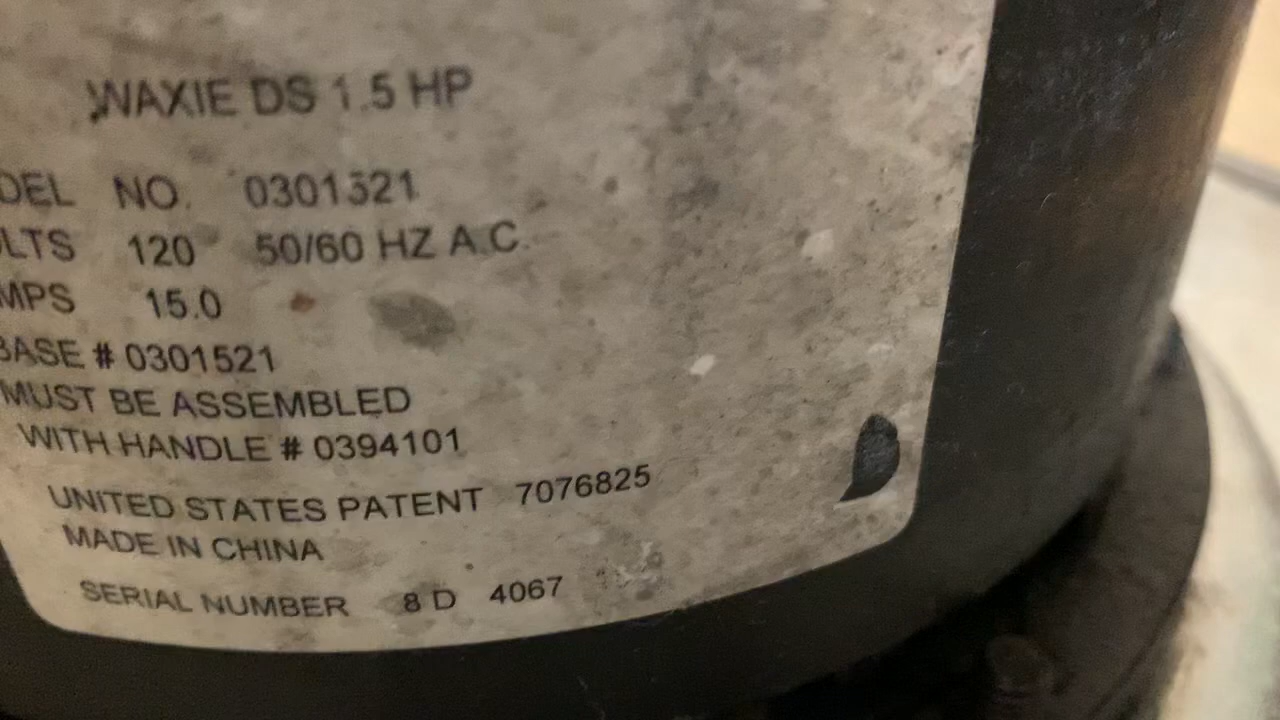 WAXIE DS 1.5 HP
DEL NO. 0301321
LTS 120 50/60 HZ A.C.
MPS 15.0
BASE # 0301521
MUST BE ASSEMBLED
WITH HANDLE # 0394101
UNITED STATES PATENT 7076825
MADE IN CHINA
SERIAL NUMBER 8 D 4067